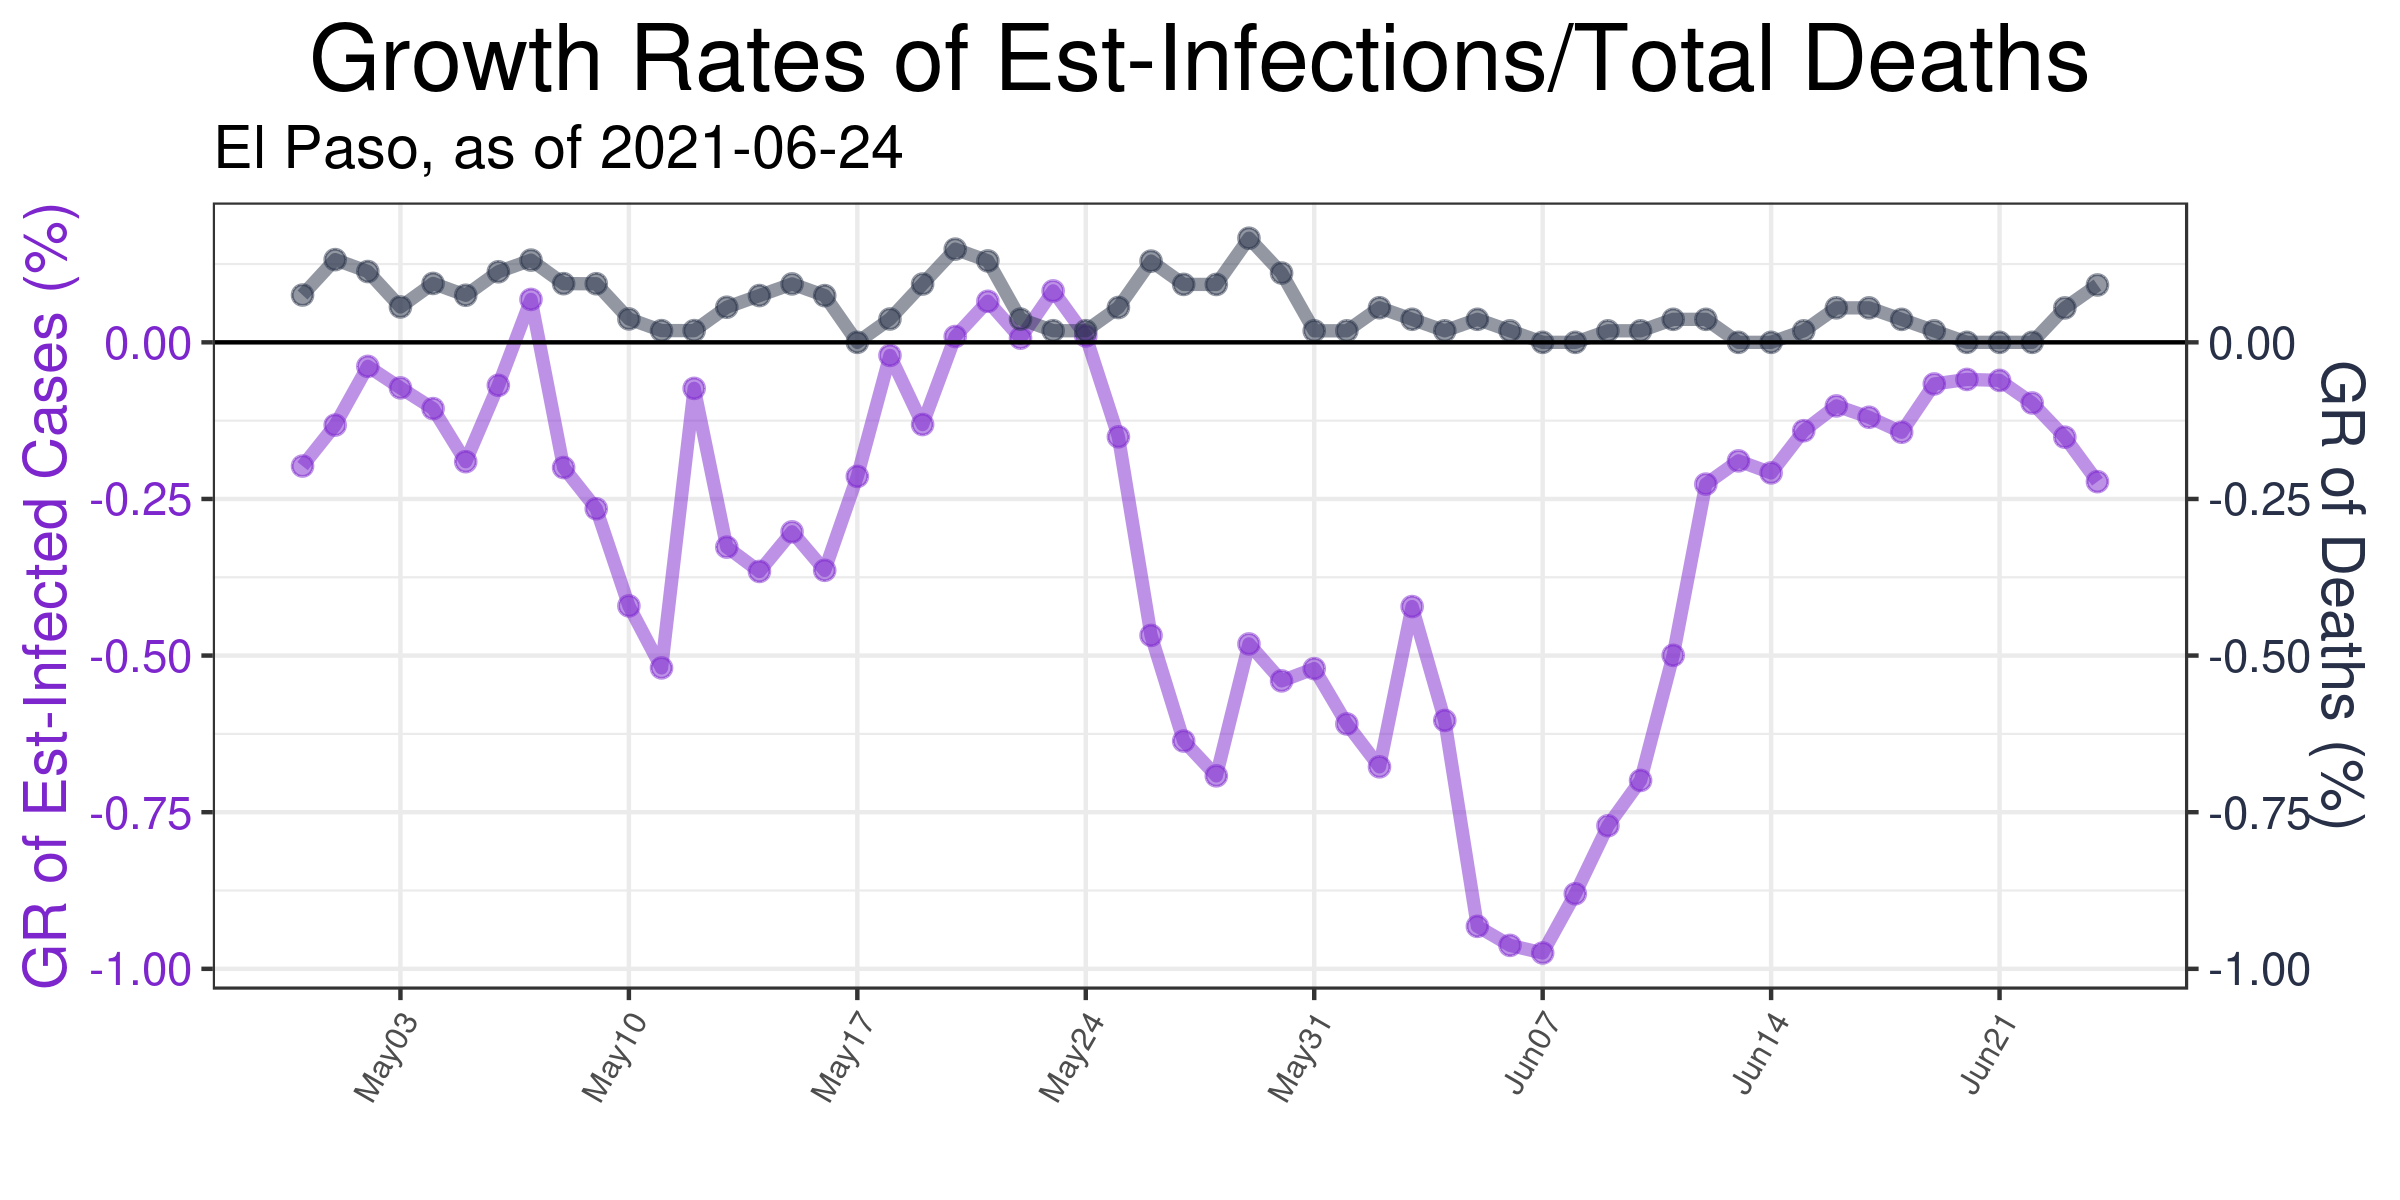 Growth Rates of Est-Infections/Total Deaths
El Paso, as of 2021-06-24
GR of Est-Infected Cases (%)
0.00
-0.25
-0.50
-0.75
-1.00
0.00
-0.25
-0.50
-0.75
-1.00
GR of Deaths (%)
May03
May10
May17
May24
May31
Jun07
Jun14
Jun21